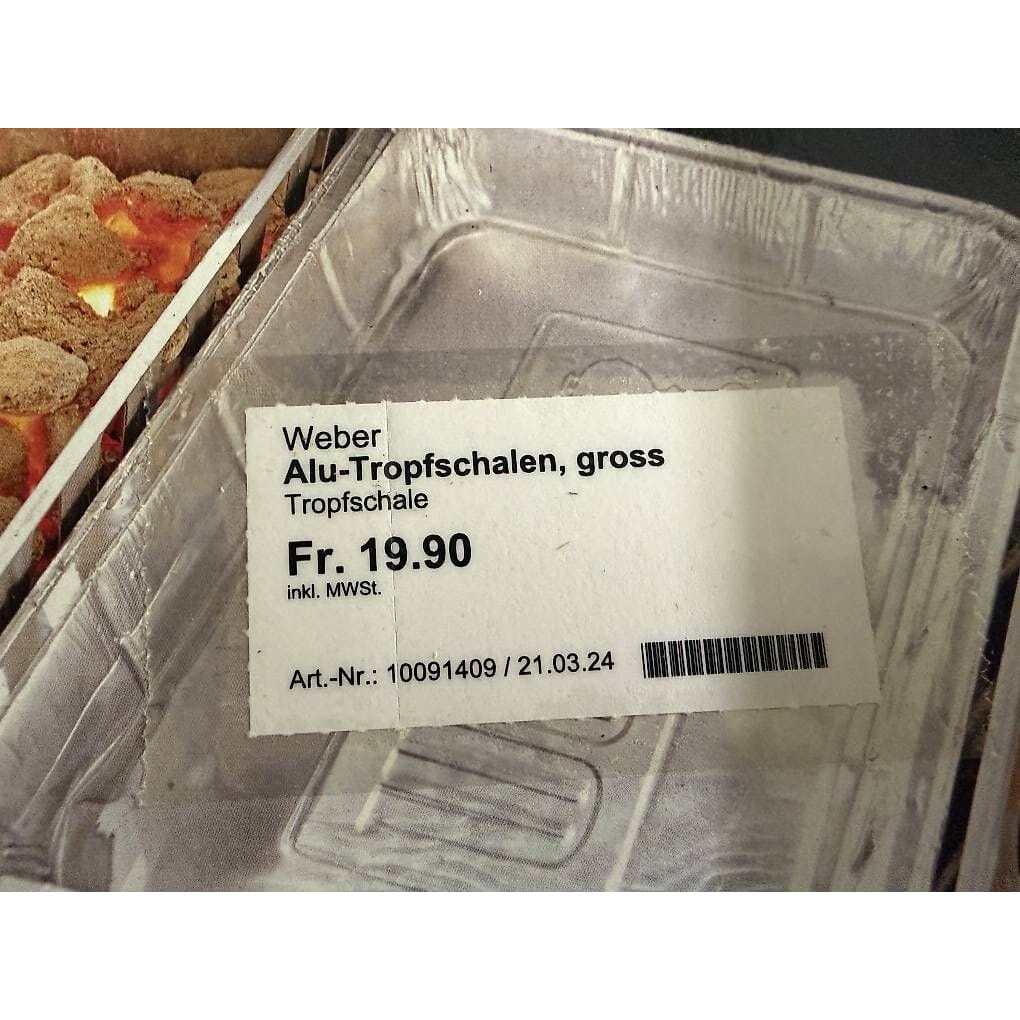 Weber
Alu-Tropfschalen, gross
Tropfschale
Fr. 19.90
inkl. MWSt.
Art.-Nr.: 10091409 / 21.03.24